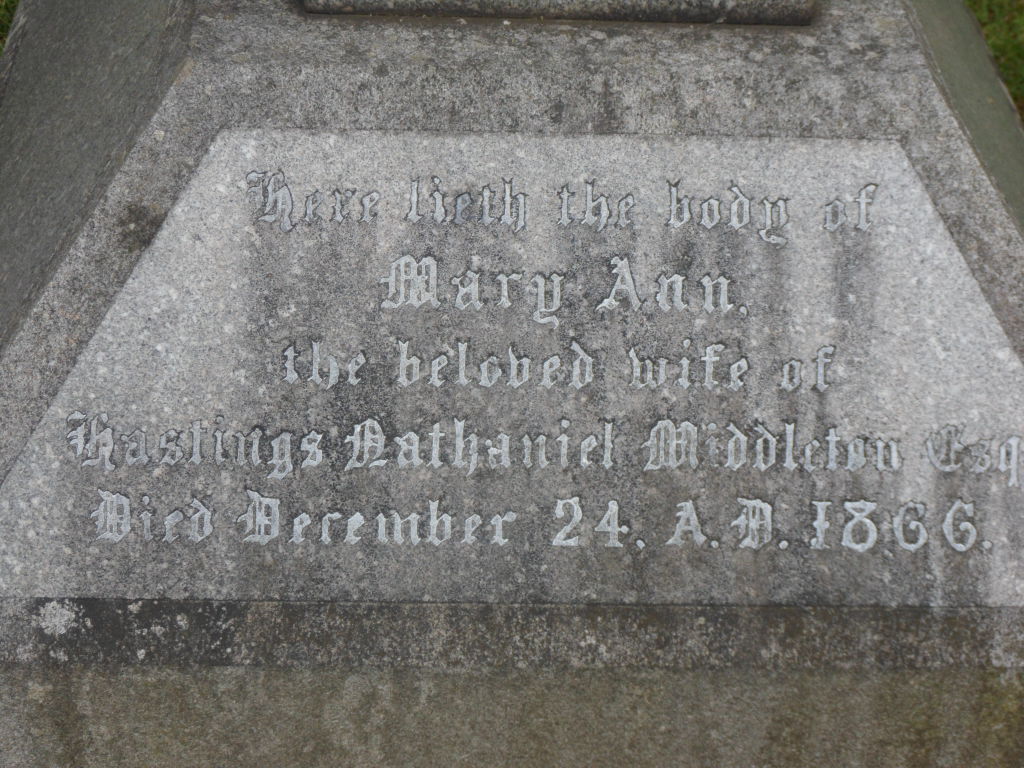 Here lieth the body of
Mary Ann,
the beloved wife of
Hastings Nathaniel Middleton Esq
Died December 24. A.D. 1866.